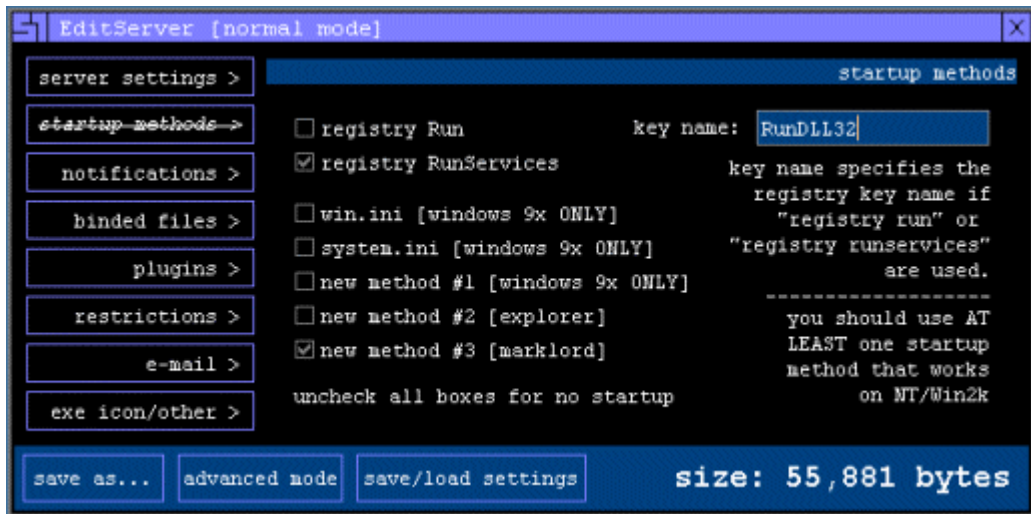 EditServer [normal mode]
server settings >
startup methods >
notifications >
binded files >
plugins >
restrictions >
e-mail >
exe icon/other >
startup methods
registry Run
registry RunServices
win.ini [windows 9x ONLY]
system.ini [windows 9x ONLY]
new method #1 [windows 9x ONLY]
new method #2 [explorer]
new method #3 [marklord]
uncheck all boxes for no startup
key name: RunDLL32
key name specifies the
registry key name if
"registry run" or
"registry runservices"
are used.
-------------------
you should use AT
LEAST one startup
method that works
on NT/Win2k
save as...
advanced mode
save/load settings
size: 55,881 bytes